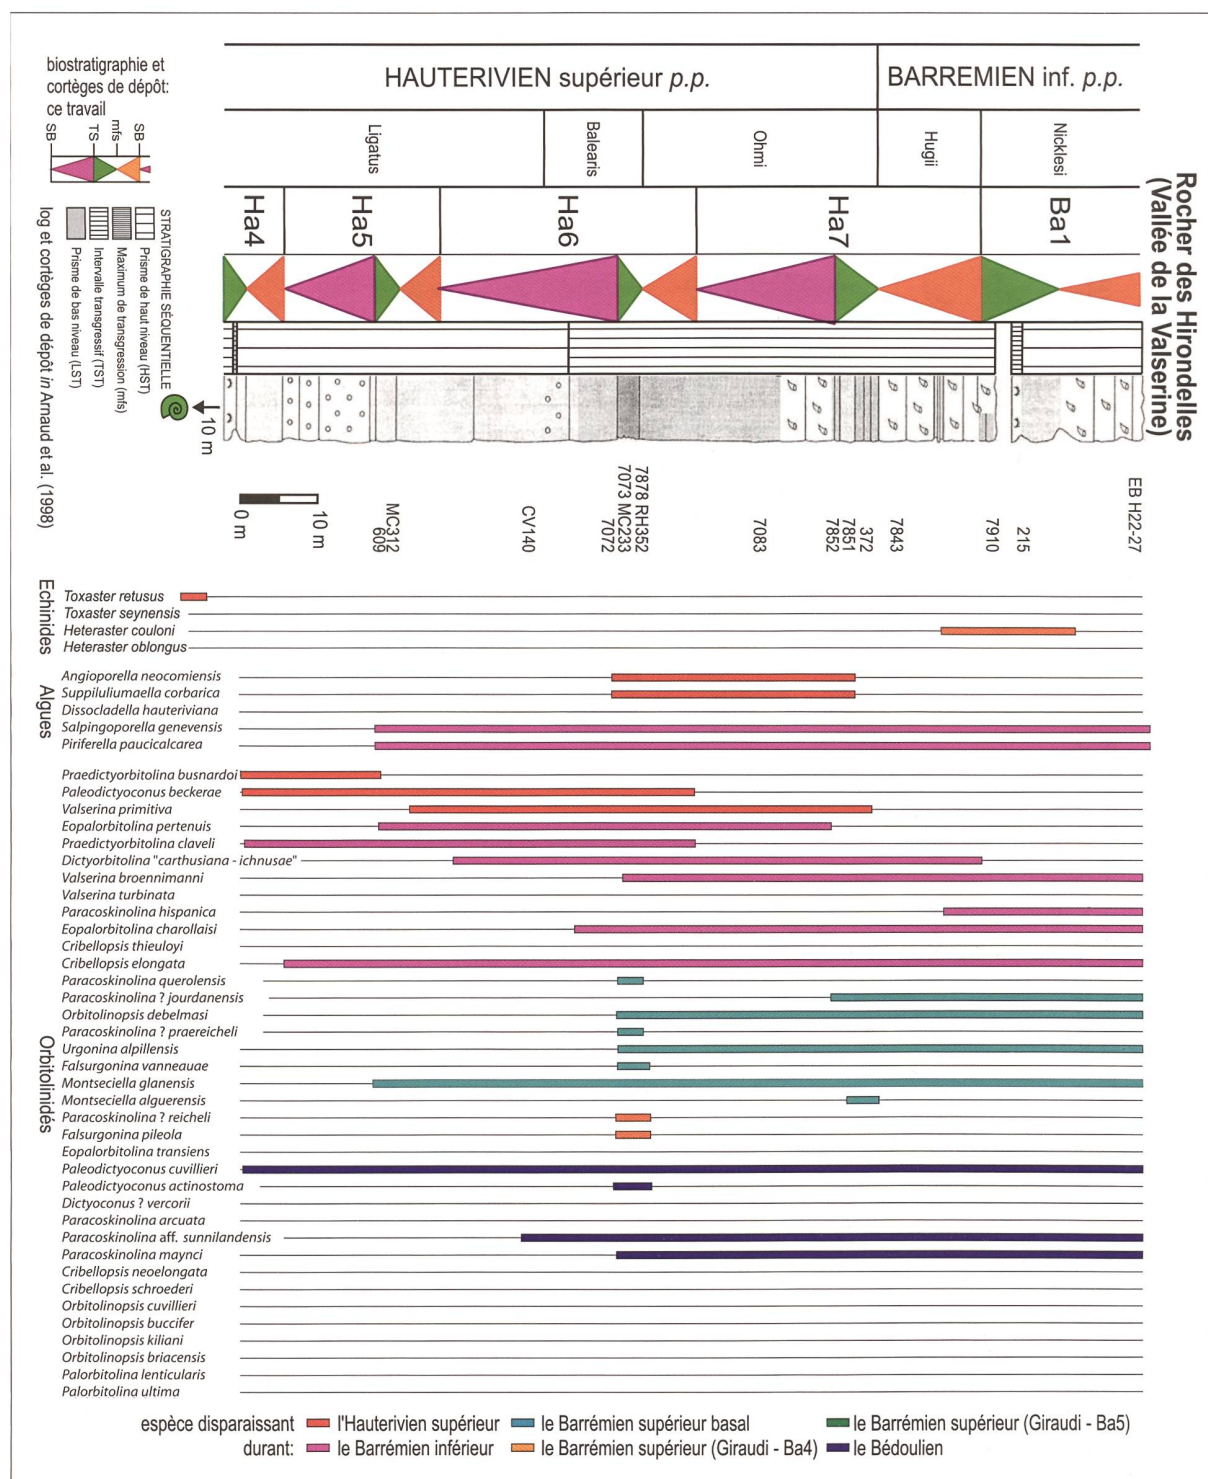 Rocher des Hirondelles
(Vallée de la Valserine)
HAUTERIVIEN supérieur p.p.
BARREMIEN inf. p.p.
Ligatus
Balearis
Ohmi
Hugii
Nicklesi
Ha4
Ha5
Ha6
Ha7
Ba1
biostratigraphie et
cortèges de dépôt:
ce travail
SB
TS
mfs
SB
STRATIGRAPHIE SÉQUENTIELLE
Prisme de haut niveau (HST)
Maximum de transgression (mfs)
Intervalle transgressif (TST)
Prisme de bas niveau (LST)
log et cortèges de dépôt in Arnaud et al. (1998)
10 m
0 m
10 m
MC312
609
CV140
7072
7073 MC233
7878 RH352
7083
7852
7851
372
7843
7910
215
EB H22-27
Echinides
Toxaster retusus
Toxaster seynensis
Heteraster couloni
Heteraster oblongus
Algues
Angioporella neocomiensis
Suppiluliumaella corbarica
Dissocladella hauteriviana
Salpingoporella genevensis
Piriferella paucicalcarea
Orbitolinidés
Praedictyorbitolina busnardoi
Paleodictyoconus beckerae
Valserina primitiva
Eopalorbitolina pertenuis
Praedictyorbitolina claveli
Dictyorbitolina "carthusiana - ichnusae"
Valserina broennimanni
Valserina turbinata
Paracoskinolina hispanica
Eopalorbitolina charollaisi
Cribellopsis thieuloyi
Cribellopsis elongata
Paracoskinolina querolensis
Paracoskinolina ? jourdanensis
Orbitolinopsis debelmasi
Paracoskinolina ? praereicheli
Urgonina alpillensis
Falsurgonina vanneauae
Montseciella glanensis
Montseciella alguerensis
Paracoskinolina ? reicheli
Falsurgonina pileola
Eopalorbitolina transiens
Paleodictyoconus cuvillieri
Paleodictyoconus actinostoma
Dictyoconus ? vercorii
Paracoskinolina arcuata
Paracoskinolina aff. sunnilandensis
Paracoskinolina maynci
Cribellopsis neoelongata
Cribellopsis schroederi
Orbitolinopsis cuvillieri
Orbitolinopsis buccifer
Orbitolinopsis kiliani
Orbitolinopsis briacensis
Palorbitolina lenticularis
Palorbitolina ultima
espèce disparaissant l'Hauterivien supérieur le Barrémien supérieur basal le Barrémien supérieur (Giraudi - Ba5)
durant: le Barrémien inférieur le Barrémien supérieur (Giraudi - Ba4) le Bédoulien